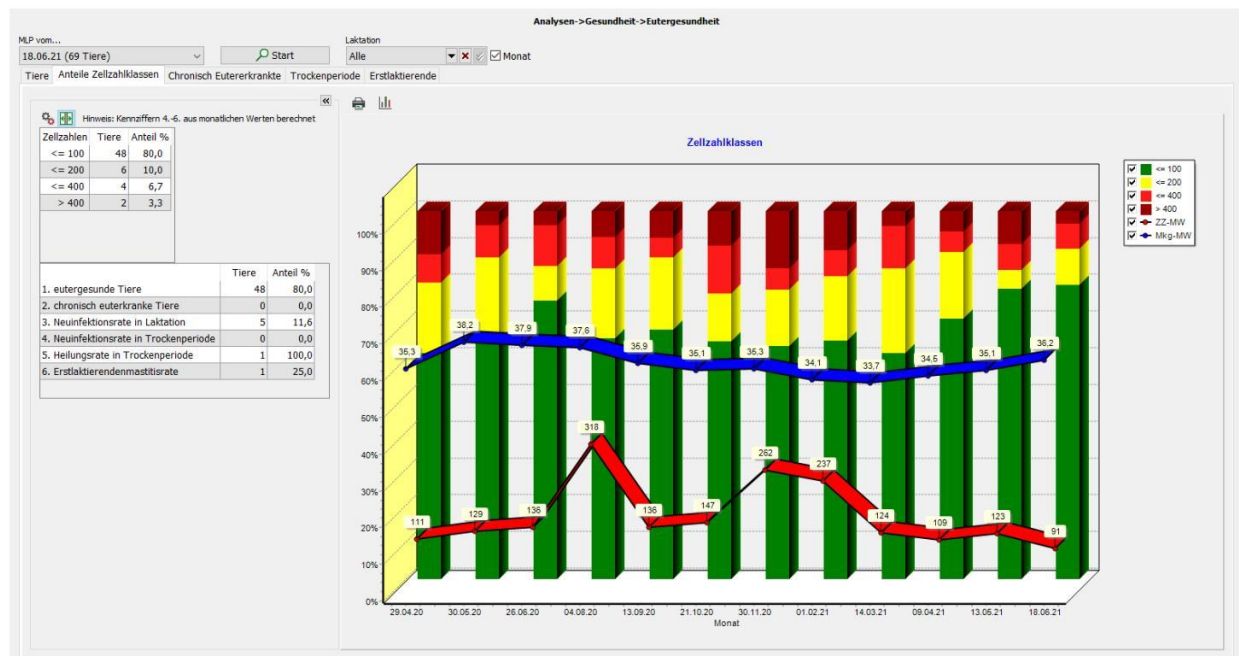 Analysen->Gesundheit->Eutergesundheit
MLP vom...
Laktation
18.06.21 (69 Tiere)
Start
Alle
Monat
Tiere Anteile Zellzahlklassen Chronisch Eutererkrankte Trockenperiode Erstlaktierende
Hinweis: Kennziffern 4.-6. aus monatlichen Werten berechnet
Zellzahlen Tiere Anteil %
<= 100 48 80,0
<= 200 6 10,0
<= 400 4 6,7
> 400 2 3,3
Tiere Anteil %
1. eutergesunde Tiere 48 80,0
2. chronisch euterkranke Tiere 0 0,0
3. Neuinfektionsrate in Laktation 5 11,6
4. Neuinfektionsrate in Trockenperiode 0 0,0
5. Heilungsrate in Trockenperiode 1 100,0
6. Erstlaktierendenmastitisrate 1 25,0
Zellzahlklassen
<= 100
<= 200
<= 400
> 400
ZZ-MW
Mkg-MW
100%
90%
80%
70%
60%
50%
40%
30%
20%
10%
0%
35,3 38,2 37,9 37,6 35,9 35,1 35,3 34,1 33,7 34,5 35,1 36,2
111 129 136 318 136 147 262 237 124 109 123 91
29.04.20 30.05.20 26.06.20 04.08.20 13.09.20 21.10.20 30.11.20 01.02.21 14.03.21 09.04.21 13.05.21 18.06.21
Monat